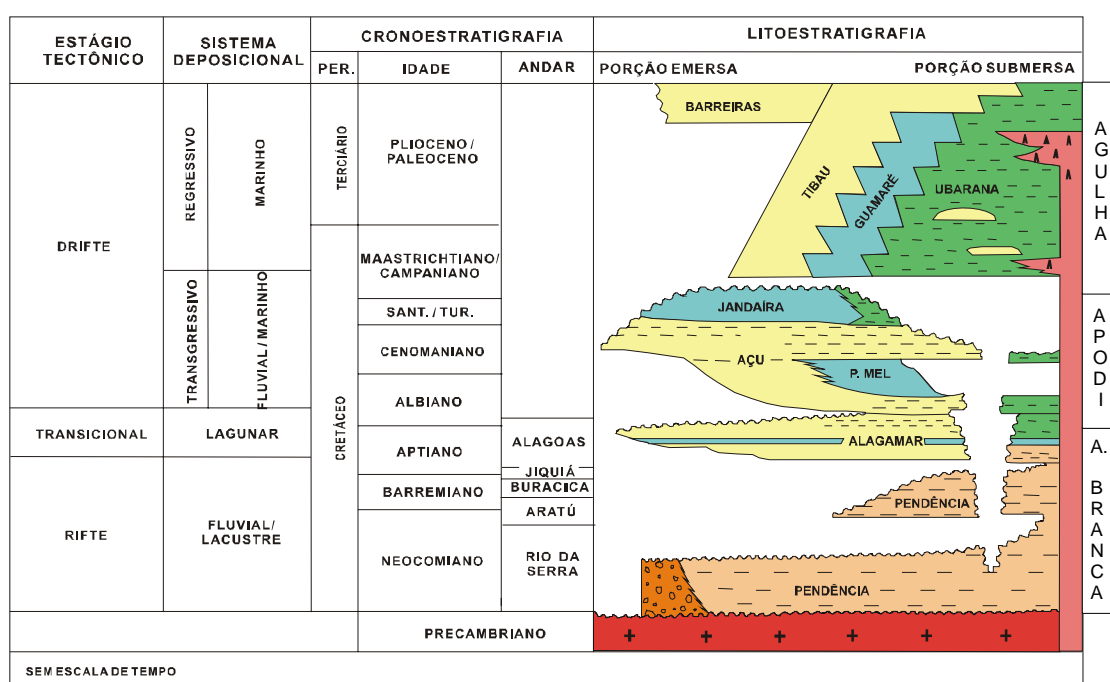 ESTÁGIO
TECTÔNICO
SISTEMA
DEPOSICIONAL
CRONOESTRATIGRAFIA
PER.
IDADE
ANDAR
LITOESTRATIGRAFIA
PORÇÃO EMERSA
PORÇÃO SUBMERSA
DRIFTE
REGRESSIVO
MARINHO
TERCIÁRIO
PLIOCENO /
PALEOCENO
BARREIRAS
TIBAU
GUAMARÉ
UBARANA
AGULHA
TRANSGRESSIVO
FLUVIAL / MARINHO
CRETÁCEO
MAASTRICHTIANO/
CAMPANIANO
SANT. / TUR.
CENOMANIANO
ALBIANO
JANDAÍRA
AÇU
P. MEL
APODI
TRANSICIONAL
LAGUNAR
APTIANO
ALAGOAS
ALAGAMAR
JIQUIÁ
RIFTE
FLUVIAL/
LACUSTRE
BARREMIANO
BURACICA
ARATÚ
PENDÊNCIA
NEOCOMIANO
RIO DA
SERRA
PENDÊNCIA
A. BRANCA
PRECAMBRIANO
SEM ESCALA DE TEMPO